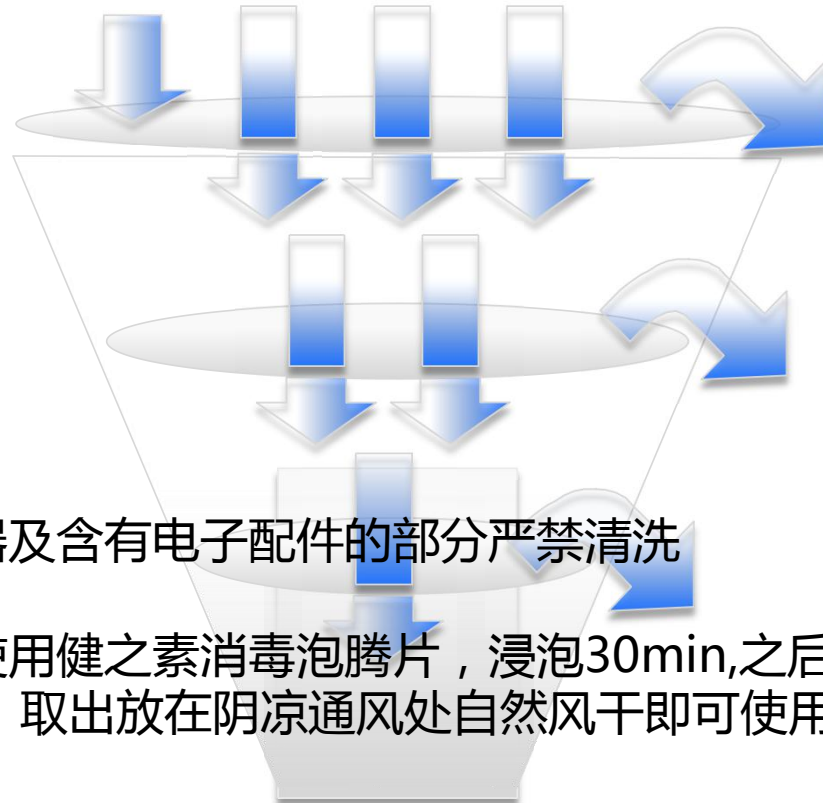 及含有电子配件的部分严禁清洗
使用健之素消毒泡腾片，浸泡30min,之后
取出放在阴凉通风处自然风干即可使用